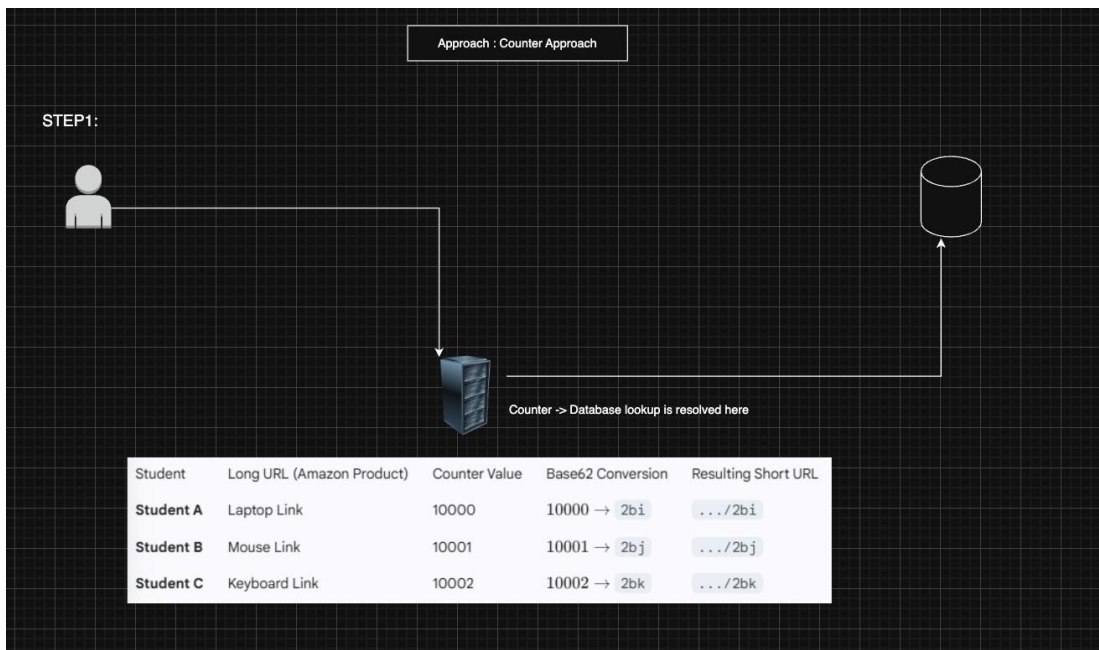 Approach : Counter Approach
STEP1:
Counter -> Database lookup is resolved here
Student Long URL (Amazon Product) Counter Value Base62 Conversion Resulting Short URL
Student A Laptop Link 10000 10000 → 2bi .../2bi
Student B Mouse Link 10001 10001 → 2bj .../2bj
Student C Keyboard Link 10002 10002 → 2bk .../2bk